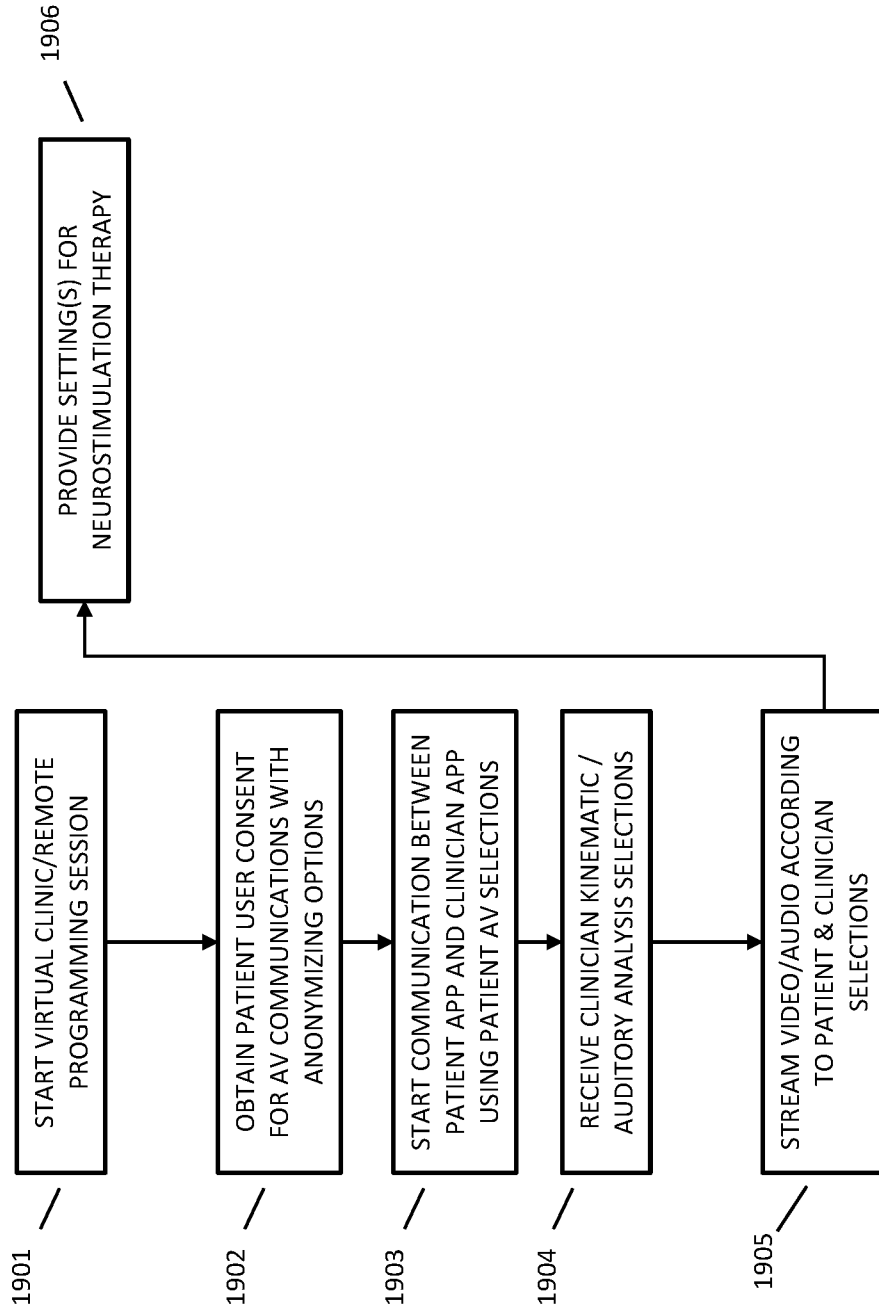 1901
START VIRTUAL CLINIC/REMOTE
PROGRAMMING SESSION
1902
OBTAIN PATIENT USER CONSENT
FOR AV COMMUNICATIONS WITH
ANONYMIZING OPTIONS
1903
START COMMUNICATION BETWEEN
PATIENT APP AND CLINICIAN APP
USING PATIENT AV SELECTIONS
1904
RECEIVE CLINICIAN KINEMATIC /
AUDITORY ANALYSIS SELECTIONS
1905
STREAM VIDEO/AUDIO ACCORDING
TO PATIENT & CLINICIAN
SELECTIONS
1906
PROVIDE SETTING(S) FOR
NEUROSTIMULATION THERAPY